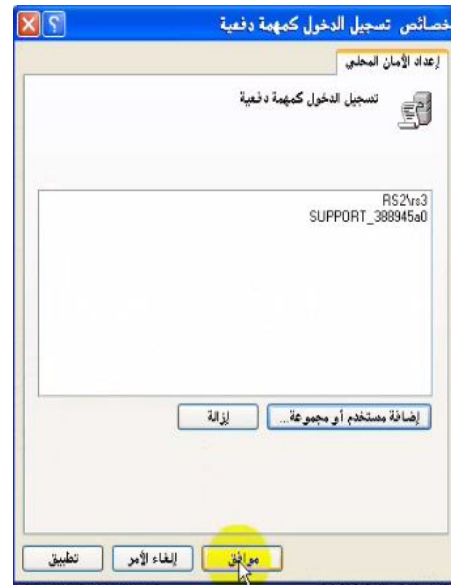 خصائص تسجيل الدخول كمهمة دفعية
إعداد الأمان المحلي
تسجيل الدخول كمهمة دفعية
RS2\rs3
SUPPORT_388945a0
إضافة مستخدم أو مجموعة... إزالة
موافق إلغاء الأمر تطبيق